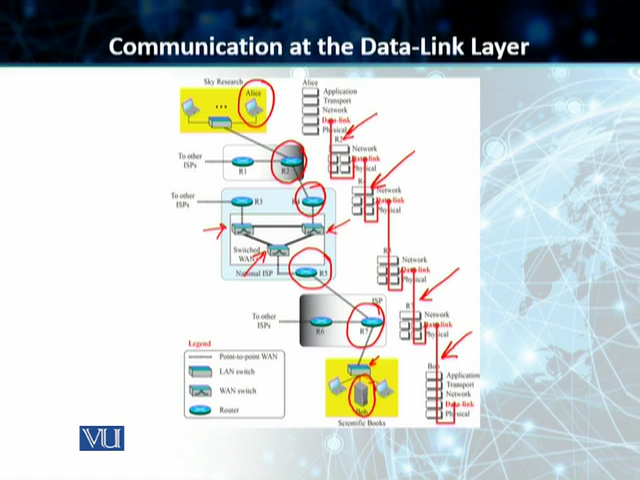 Communication at the Data-Link Layer
Sky Research
Alice
Alice
Application
Transport
Network
Data-link
Physical
R2
Network
Data-link
Physical
To other
ISPs
R1
R2
Network
Data-link
Physical
To other
ISPs
R3
R4
Switched
WAN
National ISP
R5
R5
Network
Data-link
Physical
ISP
To other
ISPs
R6
R7
R7
Network
Data-link
Physical
Legend
Point-to-point WAN
LAN switch
WAN switch
Router
Bob
Scientific Books
Bob
Application
Transport
Network
Data-link
Physical
VU